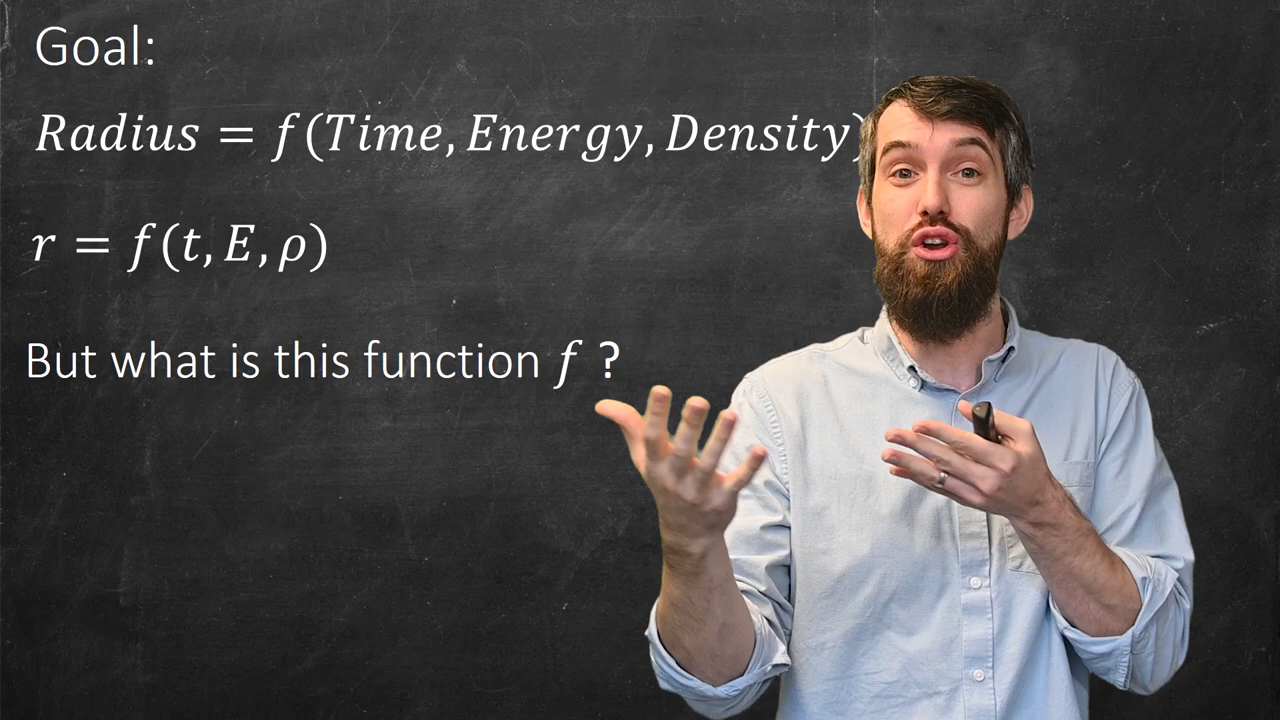 Goal:
Radius = f(Time, Energy, Density)
r = f(t, E, ρ)
But what is this function f ?